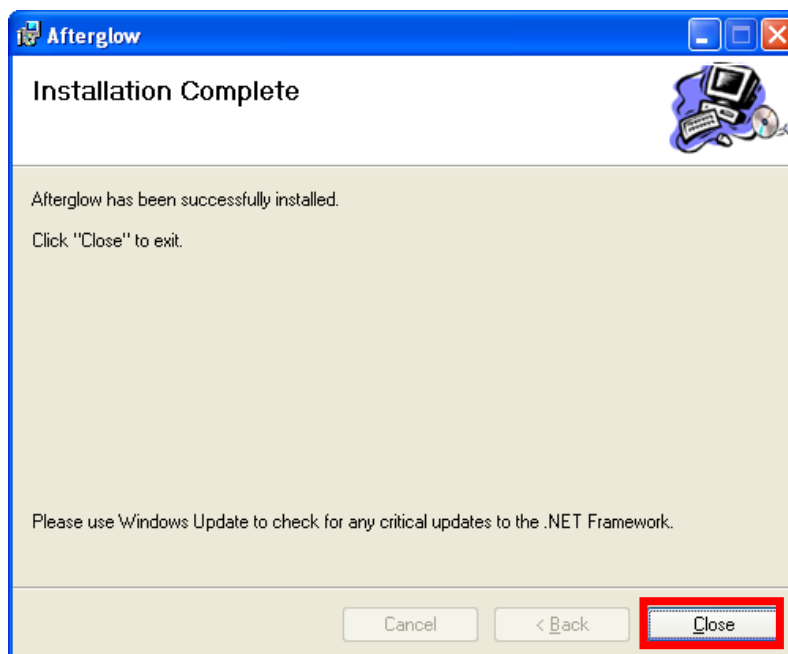 Afterglow
Installation Complete
Afterglow has been successfully installed.
Click "Close" to exit.
Please use Windows Update to check for any critical updates to the .NET Framework.
Cancel
< Back
Close